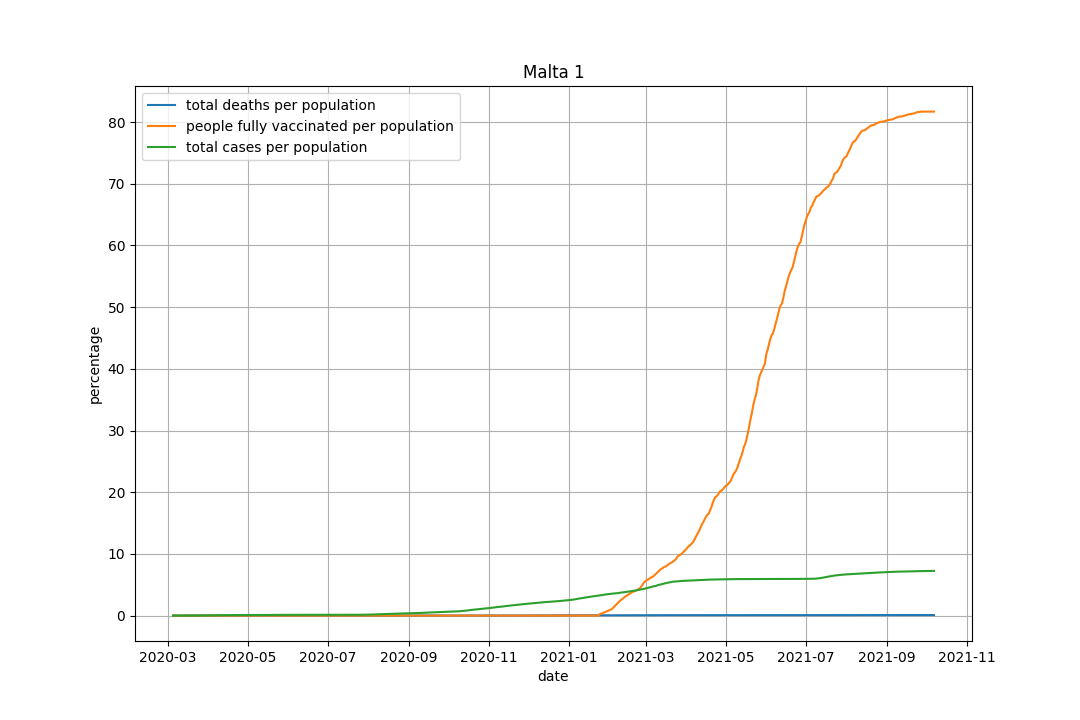 Malta 1
total deaths per population
people fully vaccinated per population
total cases per population
80
70
60
50
40
30
20
10
0
percentage
2020-03 2020-05 2020-07 2020-09 2020-11 2021-01 2021-03 2021-05 2021-07 2021-09 2021-11
date